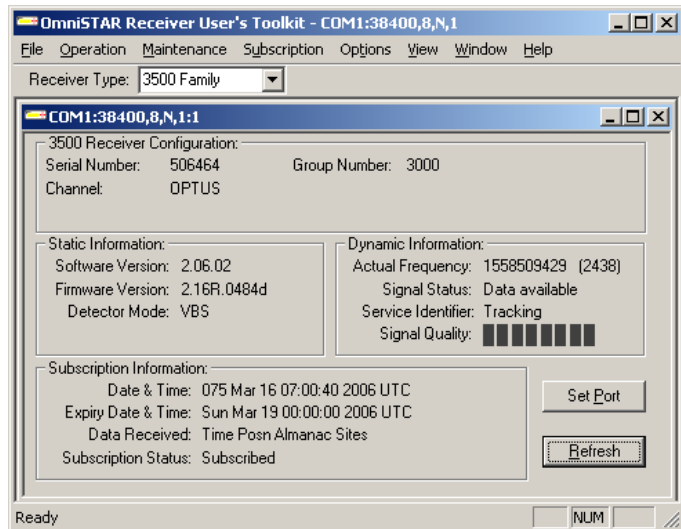 OmniSTAR Receiver User's Toolkit - COM1:38400,8,N,1
File Operation Maintenance Subscription Options View Window Help
Receiver Type: 3500 Family
COM1:38400,8,N,1:1
3500 Receiver Configuration:
Serial Number: 506464 Group Number: 3000
Channel: OPTUS
Static Information:
Software Version: 2.06.02
Firmware Version: 2.16R.0484d
Detector Mode: VBS
Dynamic Information:
Actual Frequency: 1558509429 (2438)
Signal Status: Data available
Service Identifier: Tracking
Signal Quality:
Subscription Information:
Date & Time: 075 Mar 16 07:00:40 2006 UTC
Expiry Date & Time: Sun Mar 19 00:00:00 2006 UTC
Data Received: Time Posn Almanac Sites
Subscription Status: Subscribed
Set Port
Refresh
Ready NUM